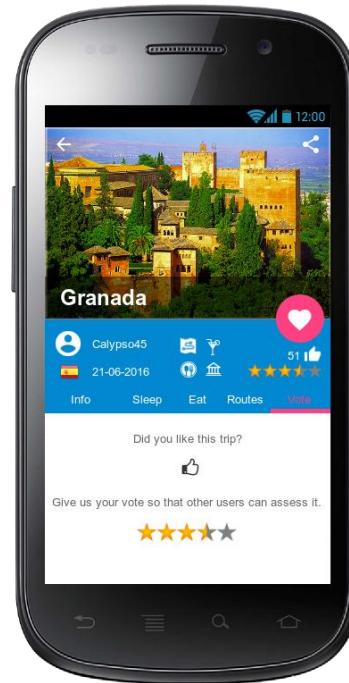 12:00
Granada
Calypso45
51
21-06-2016
Info Sleep Eat Routes Vote
Did you like this trip?
Give us your vote so that other users can assess it.